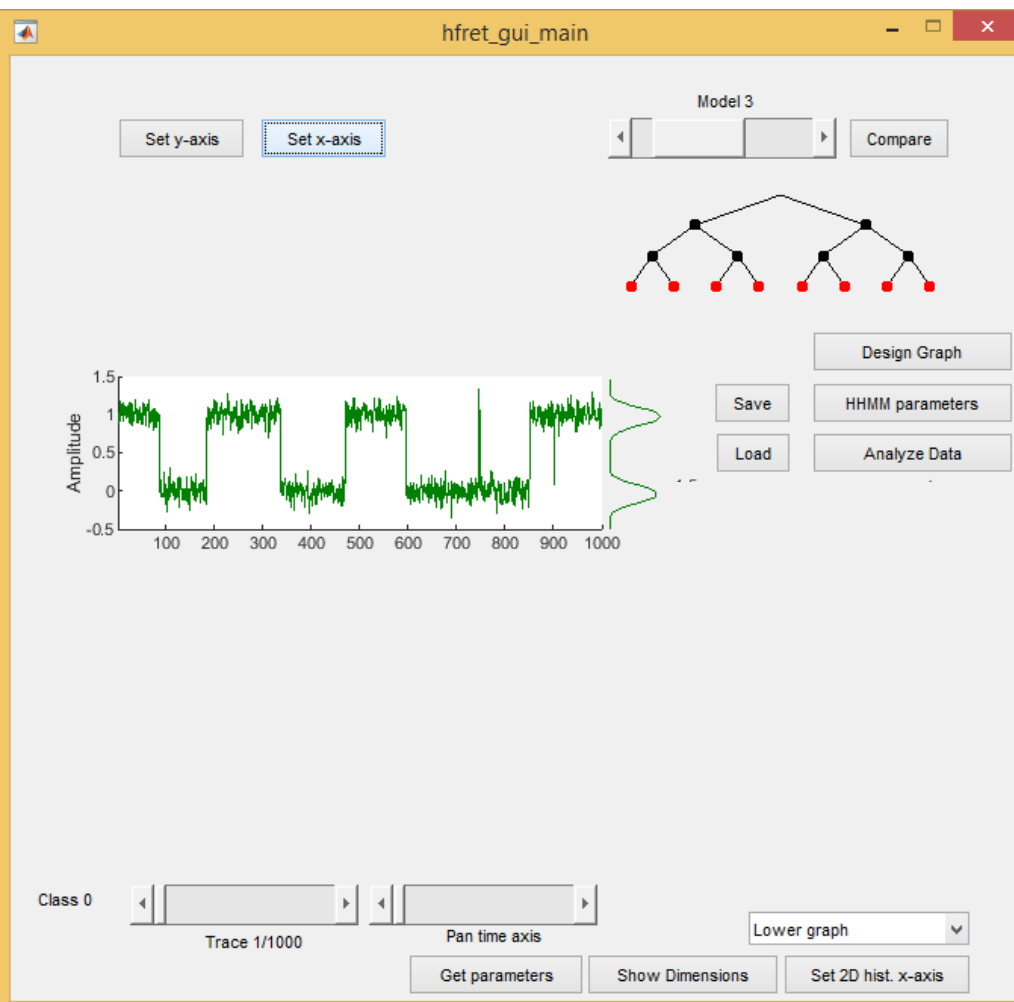 hfret_gui_main
Model 3
Set y-axis
Set x-axis
Compare
Design Graph
Save
HHMM parameters
Load
Analyze Data
Amplitude
1.5
1
0.5
0
-0.5
100 200 300 400 500 600 700 800 900 1000
Class 0
Trace 1/1000
Pan time axis
Lower graph
Get parameters
Show Dimensions
Set 2D hist. x-axis